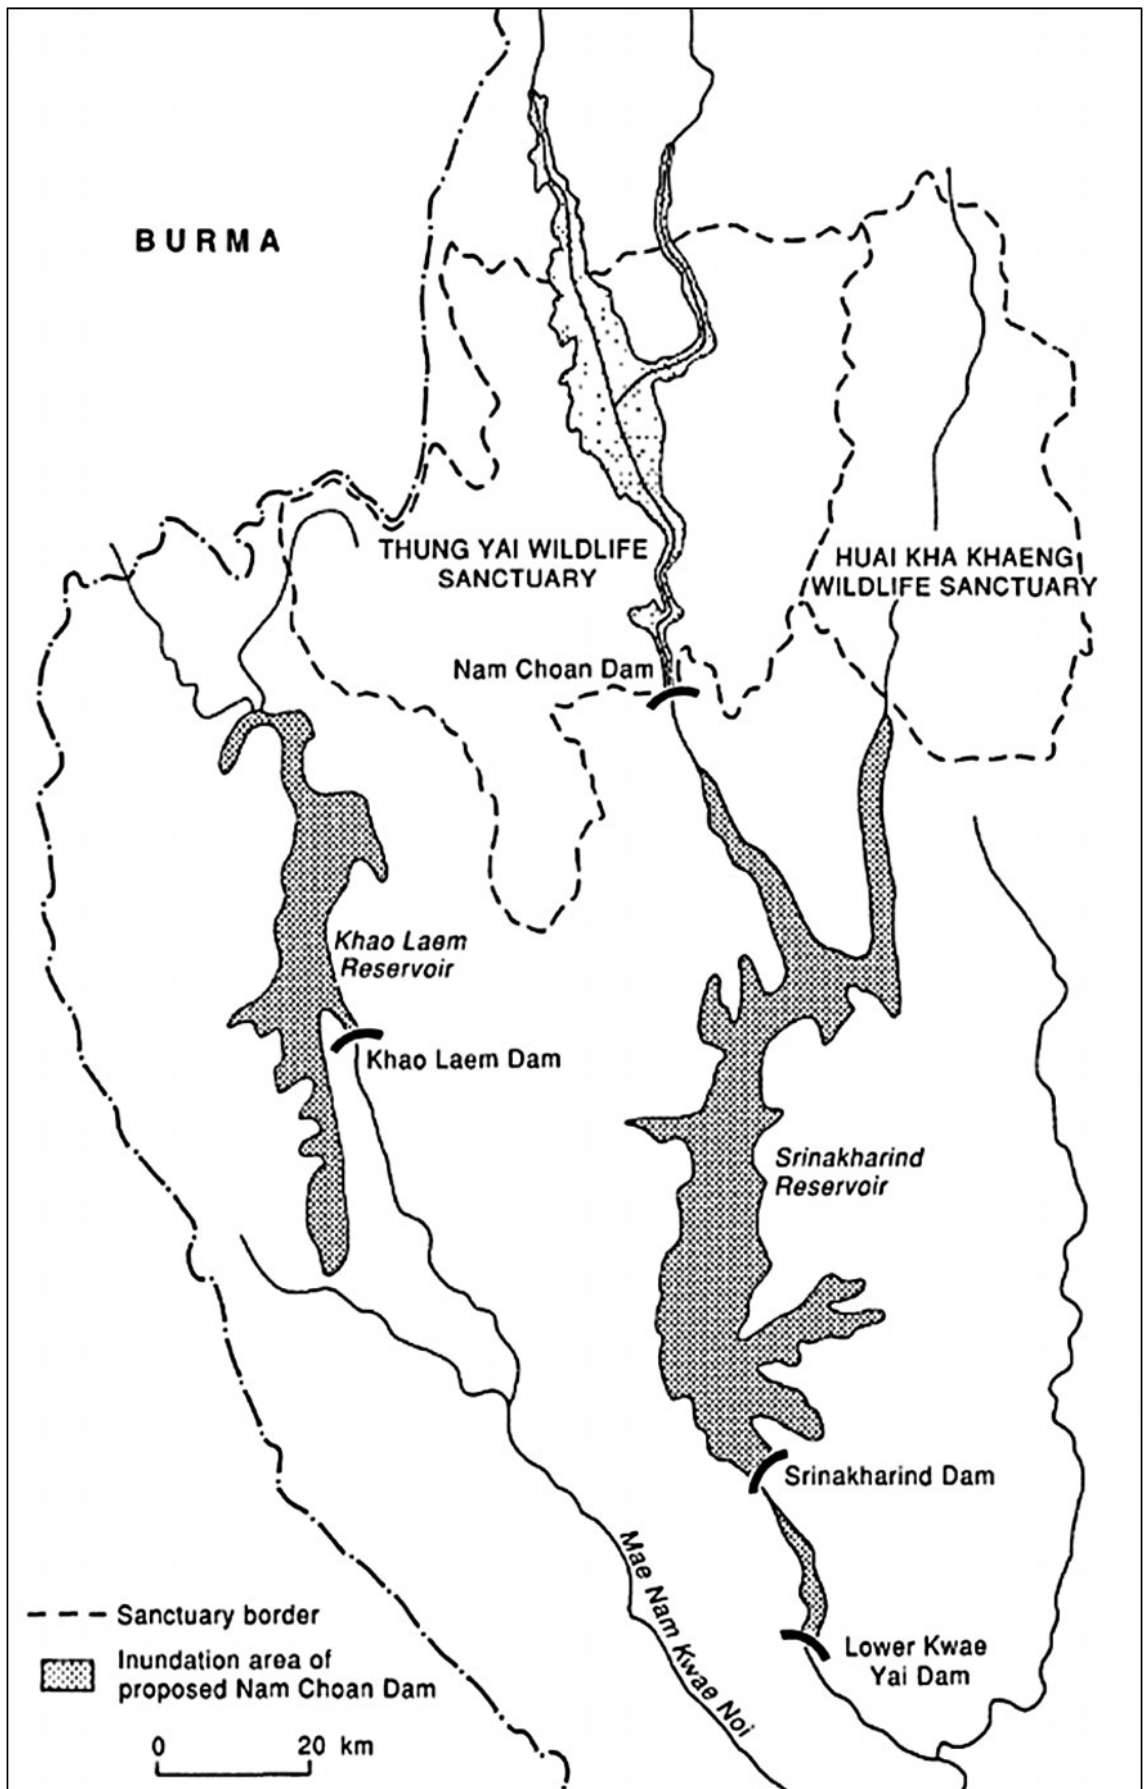 BURMA
THUNG YAI WILDLIFE
SANCTUARY
HUAI KHA KHAENG
WILDLIFE SANCTUARY
Nam Choan Dam
Khao Laem
Reservoir
Khao Laem Dam
Srinakharind
Reservoir
Srinakharind Dam
Mae Nam Kwae Noi
Lower Kwae
Yai Dam
Sanctuary border
Inundation area of
proposed Nam Choan Dam
0 20 km